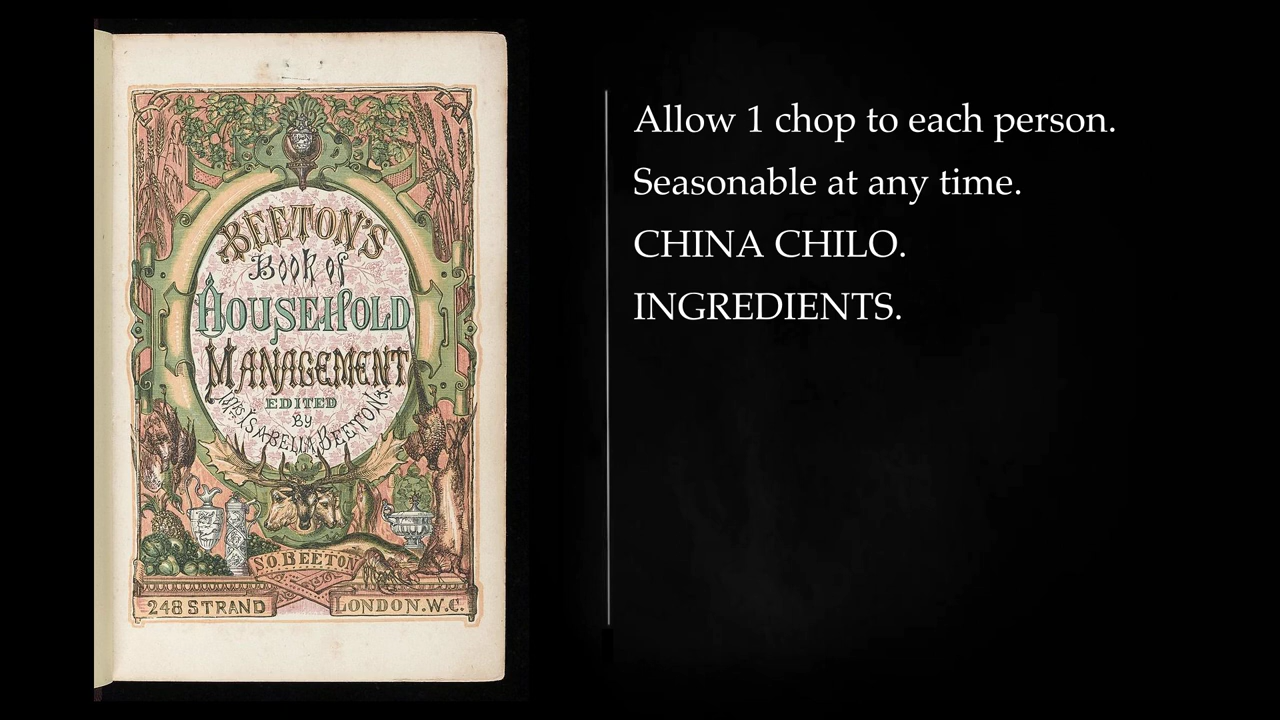 BEETON'S
Book of
HOUSEHOLD
MANAGEMENT
EDITED
BY
MRS ISABELLA BEETON
S.O. BEETON
248 STRAND
LONDON.W.C.
Allow 1 chop to each person.
Seasonable at any time.
CHINA CHILO.
INGREDIENTS.